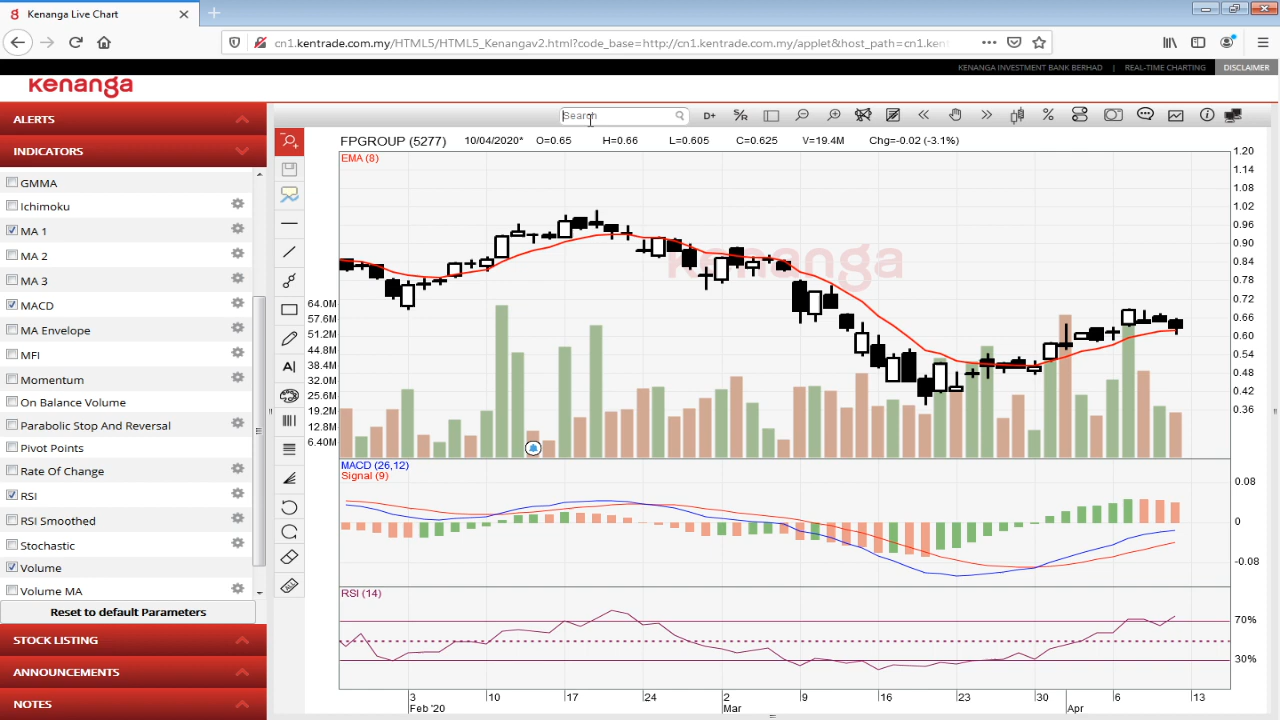 Kenanga Live Chart
cn1.kentrade.com.my/HTML5/HTML5_Kenangav2.html?code_base=http://cn1.kentrade.com.my/applet&host_path=cn1.ken
KENANGA INVESTMENT BANK BERHAD | REAL-TIME CHARTING DISCLAIMER
kenanga
ALERTS
INDICATORS
GMMA
Ichimoku
MA 1
MA 2
MA 3
MACD
MA Envelope
MFI
Momentum
On Balance Volume
Parabolic Stop And Reversal
Pivot Points
Rate Of Change
RSI
RSI Smoothed
Stochastic
Volume
Volume MA
Reset to default Parameters
STOCK LISTING
ANNOUNCEMENTS
NOTES
Search
D+
S/R
FPGROUP (5277) 10/04/2020* O=0.65 H=0.66 L=0.605 C=0.625 V=19.4M Chg=-0.02 (-3.1%)
EMA (8)
kenanga
1.20
1.14
1.08
1.02
0.96
0.90
0.84
0.78
0.72
0.66
0.60
0.54
0.48
0.42
0.36
64.0M
57.6M
51.2M
44.8M
38.4M
32.0M
25.6M
19.2M
12.8M
6.40M
MACD (26,12)
Signal (9)
0.08
0
-0.08
RSI (14)
70%
30%
3 10 17 24 2 9 16 23 30 6 13
Feb '20 Mar Apr